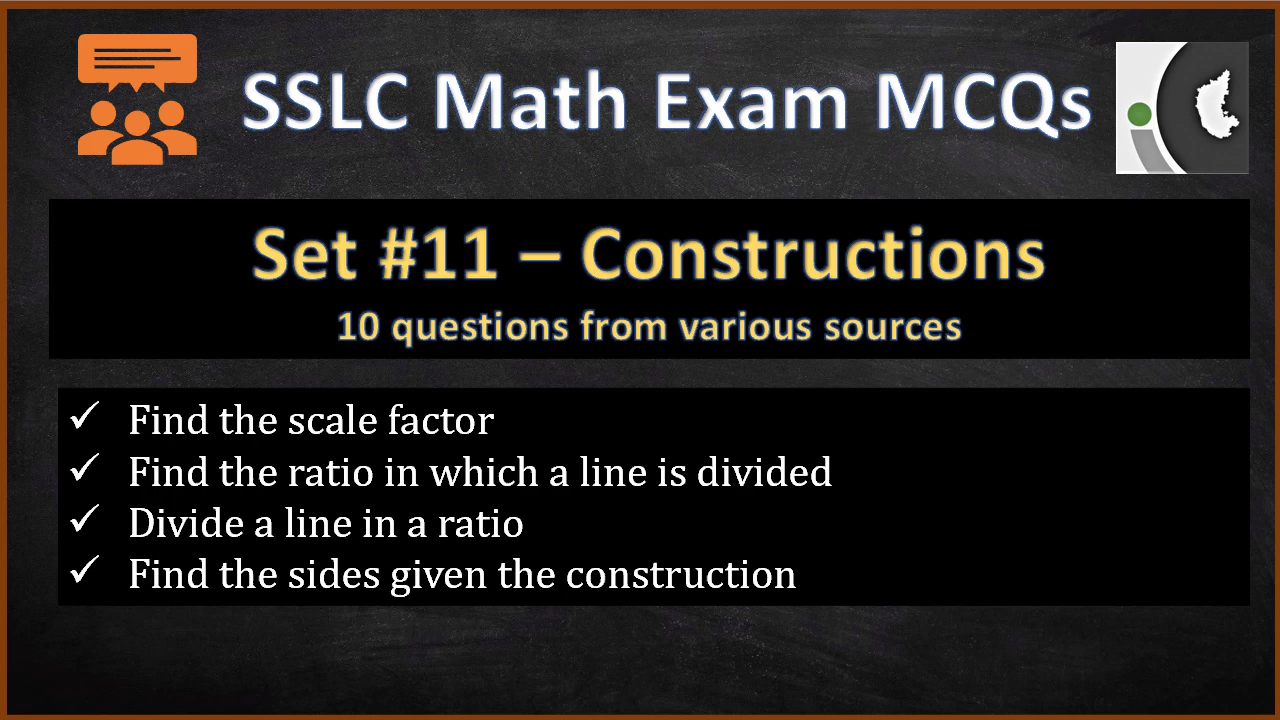 SSLC Math Exam MCQs
Set #11 – Constructions
10 questions from various sources
✓ Find the scale factor
✓ Find the ratio in which a line is divided
✓ Divide a line in a ratio
✓ Find the sides given the construction